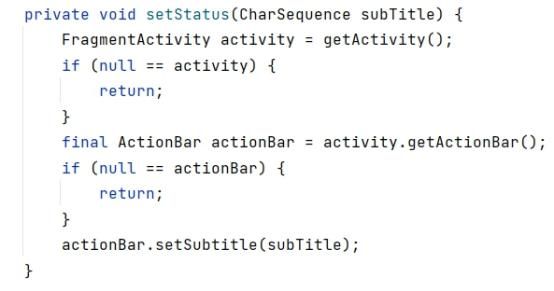 private void setStatus(CharSequence subTitle) {
    FragmentActivity activity = getActivity();
    if (null == activity) {
        return;
    }
    final ActionBar actionBar = activity.getActionBar();
    if (null == actionBar) {
        return;
    }
    actionBar.setSubtitle(subTitle);
}